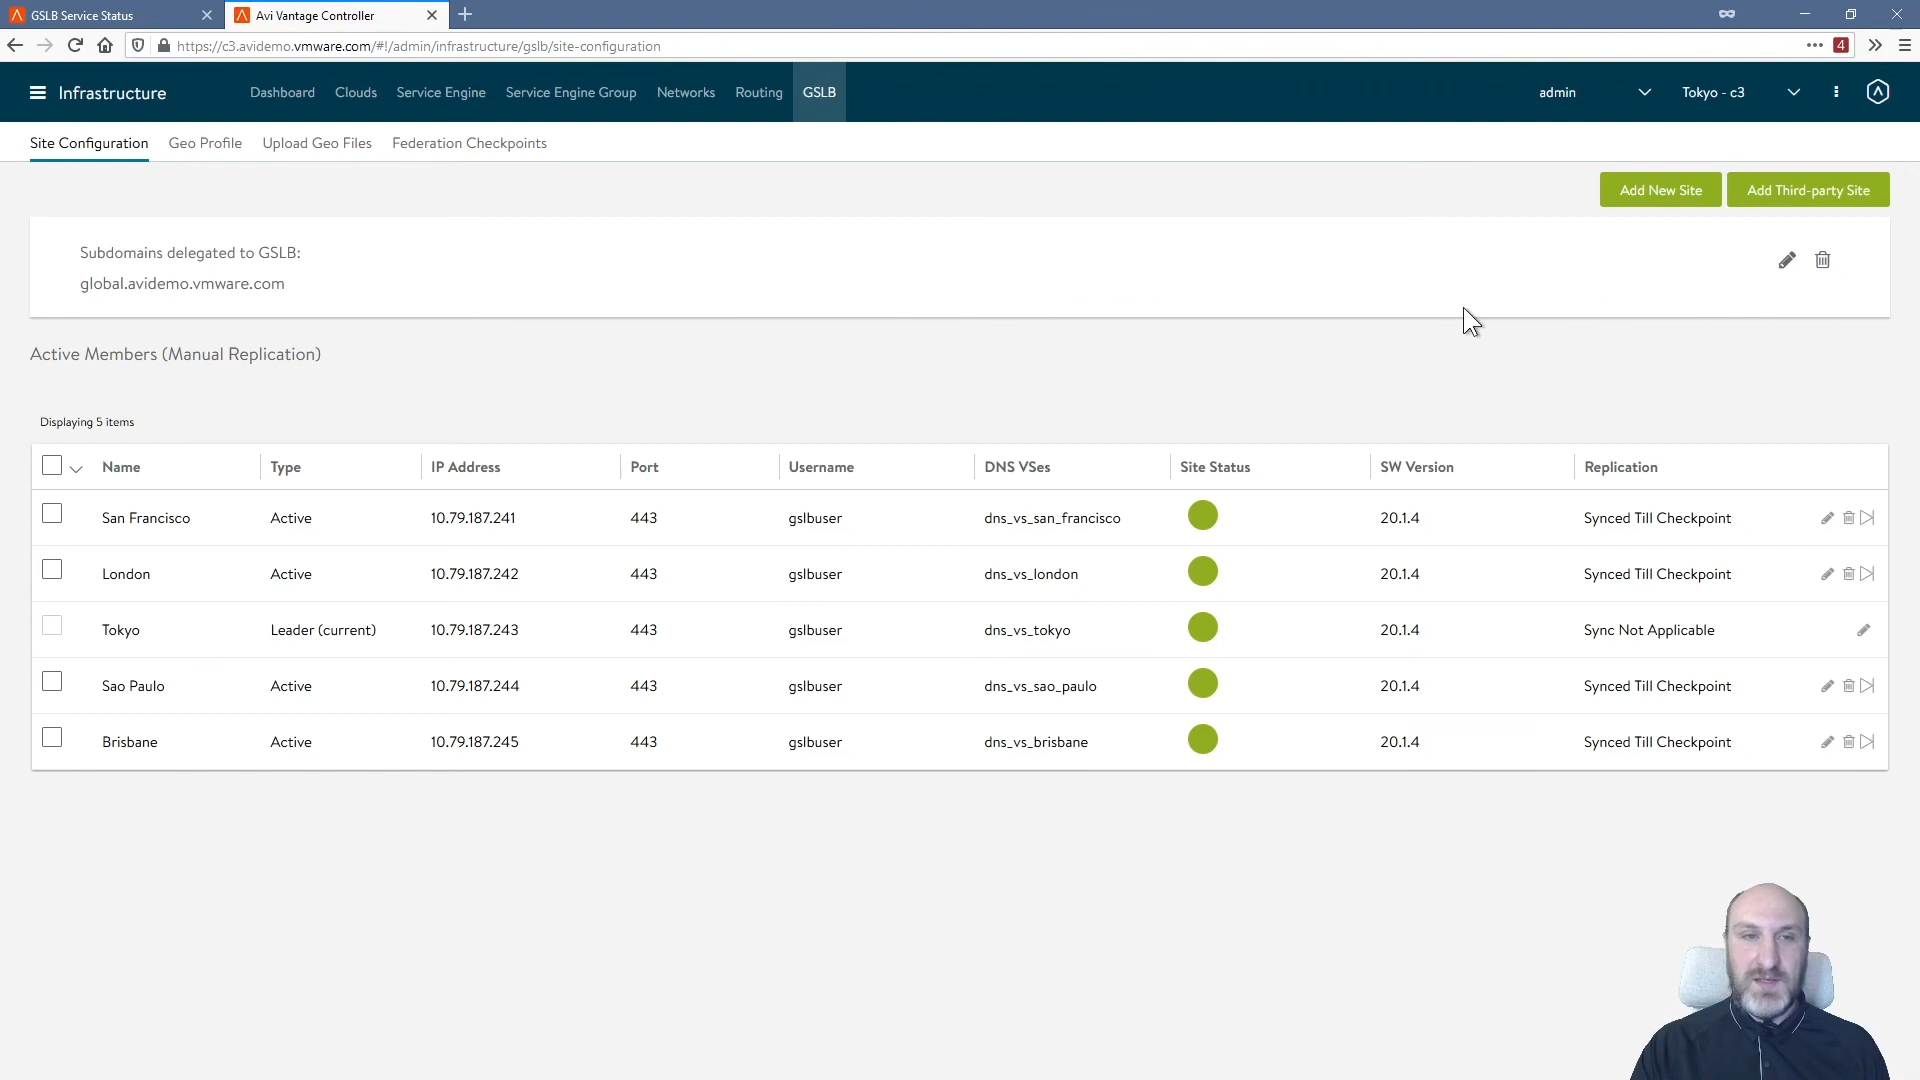 GSLB Service Status
Avi Vantage Controller
https://c3.avidemo.vmware.com/#!/admin/infrastructure/gslb/site-configuration
4
Infrastructure
Dashboard
Clouds
Service Engine
Service Engine Group
Networks
Routing
GSLB
admin
Tokyo - c3
Site Configuration
Geo Profile
Upload Geo Files
Federation Checkpoints
Add New Site
Add Third-party Site
Subdomains delegated to GSLB:
global.avidemo.vmware.com
Active Members (Manual Replication)
Displaying 5 items
Name Type IP Address Port Username DNS VSes Site Status SW Version Replication
San Francisco Active 10.79.187.241 443 gslbuser dns_vs_san_francisco 20.1.4 Synced Till Checkpoint
London Active 10.79.187.242 443 gslbuser dns_vs_london 20.1.4 Synced Till Checkpoint
Tokyo Leader (current) 10.79.187.243 443 gslbuser dns_vs_tokyo 20.1.4 Sync Not Applicable
Sao Paulo Active 10.79.187.244 443 gslbuser dns_vs_sao_paulo 20.1.4 Synced Till Checkpoint
Brisbane Active 10.79.187.245 443 gslbuser dns_vs_brisbane 20.1.4 Synced Till Checkpoint